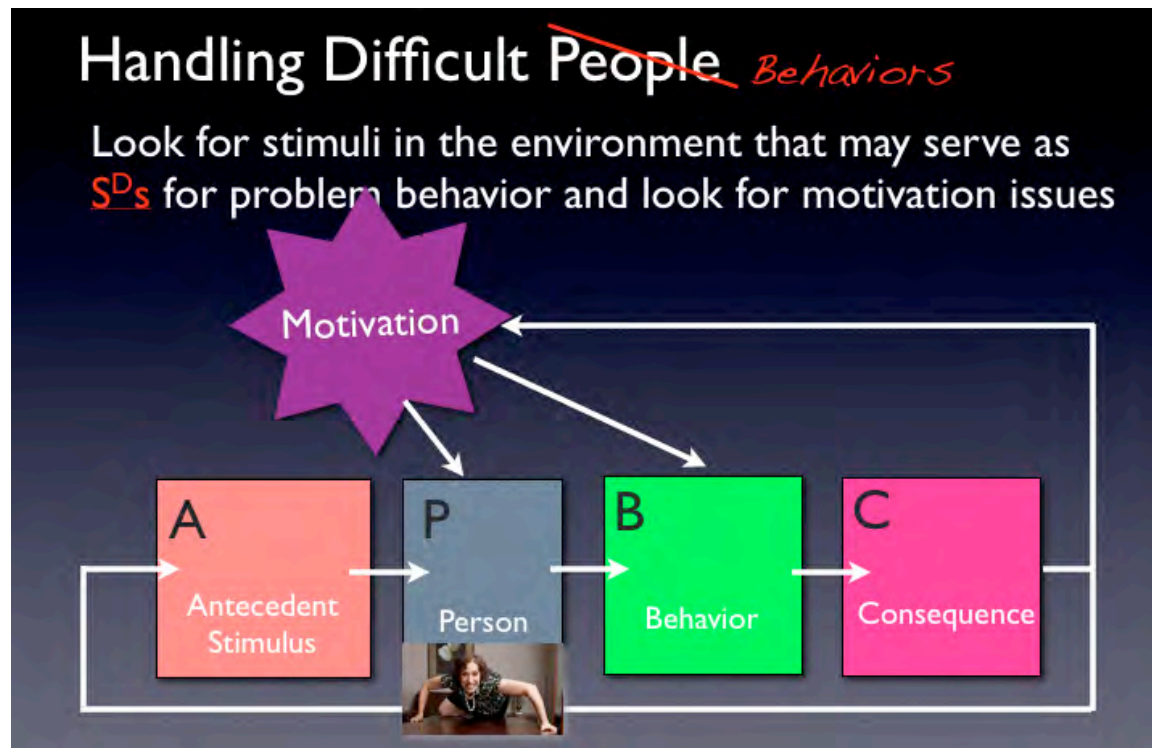 Handling Difficult People Behaviors
Look for stimuli in the environment that may serve as
SᴰS for problem behavior and look for motivation issues
Motivation
A
Antecedent
Stimulus
P
Person
B
Behavior
C
Consequence